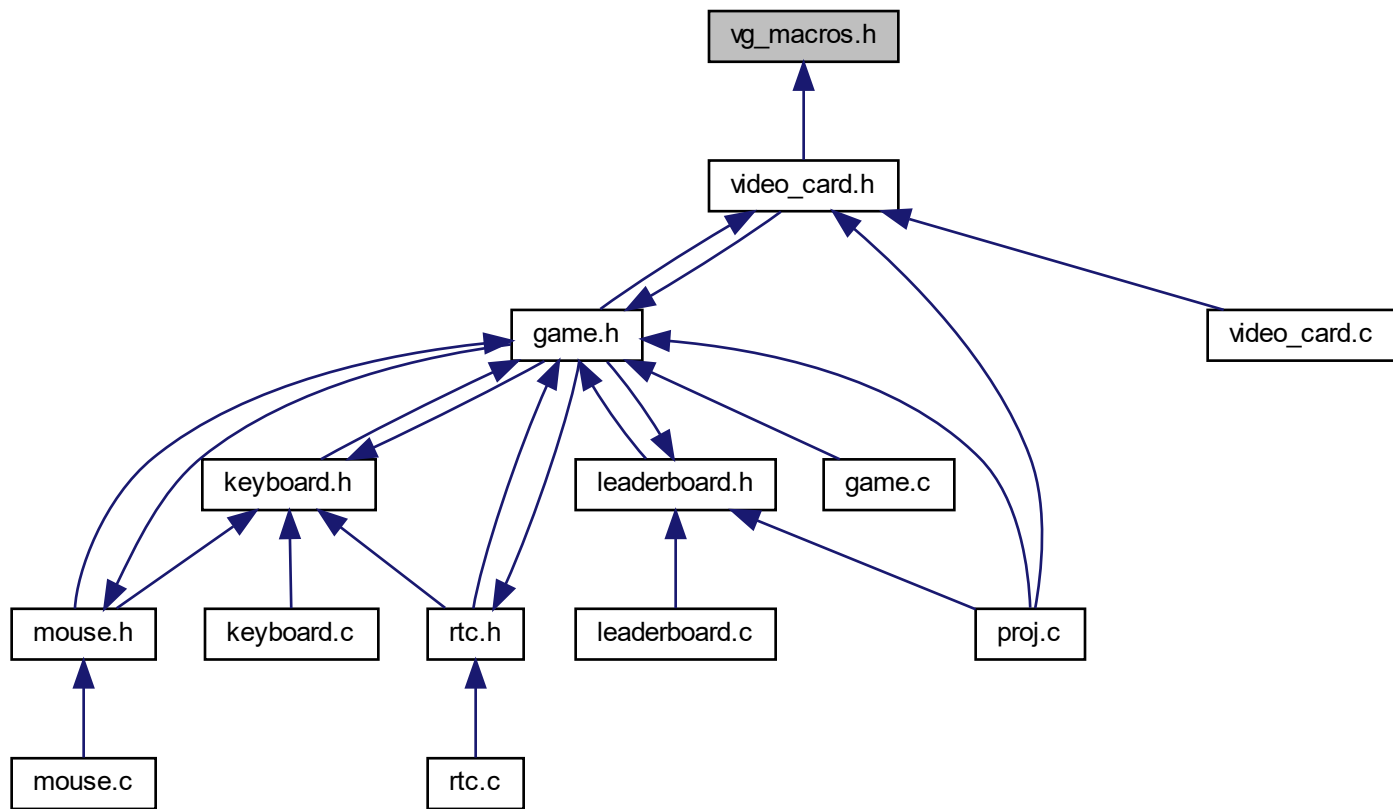 vg_macros.h
video_card.h
game.h
video_card.c
keyboard.h
leaderboard.h
game.c
mouse.h
keyboard.c
rtc.h
leaderboard.c
proj.c
mouse.c
rtc.c